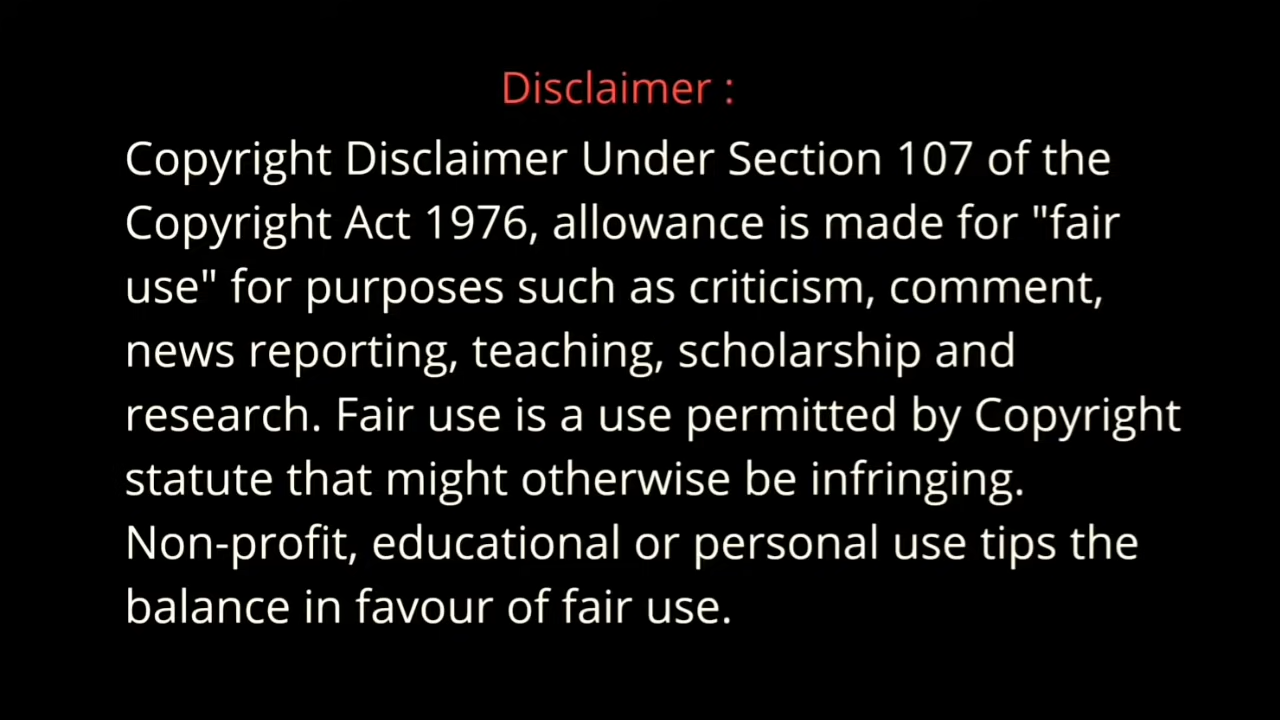 Disclaimer :
Copyright Disclaimer Under Section 107 of the
Copyright Act 1976, allowance is made for "fair
use" for purposes such as criticism, comment,
news reporting, teaching, scholarship and
research. Fair use is a use permitted by Copyright
statute that might otherwise be infringing.
Non-profit, educational or personal use tips the
balance in favour of fair use.